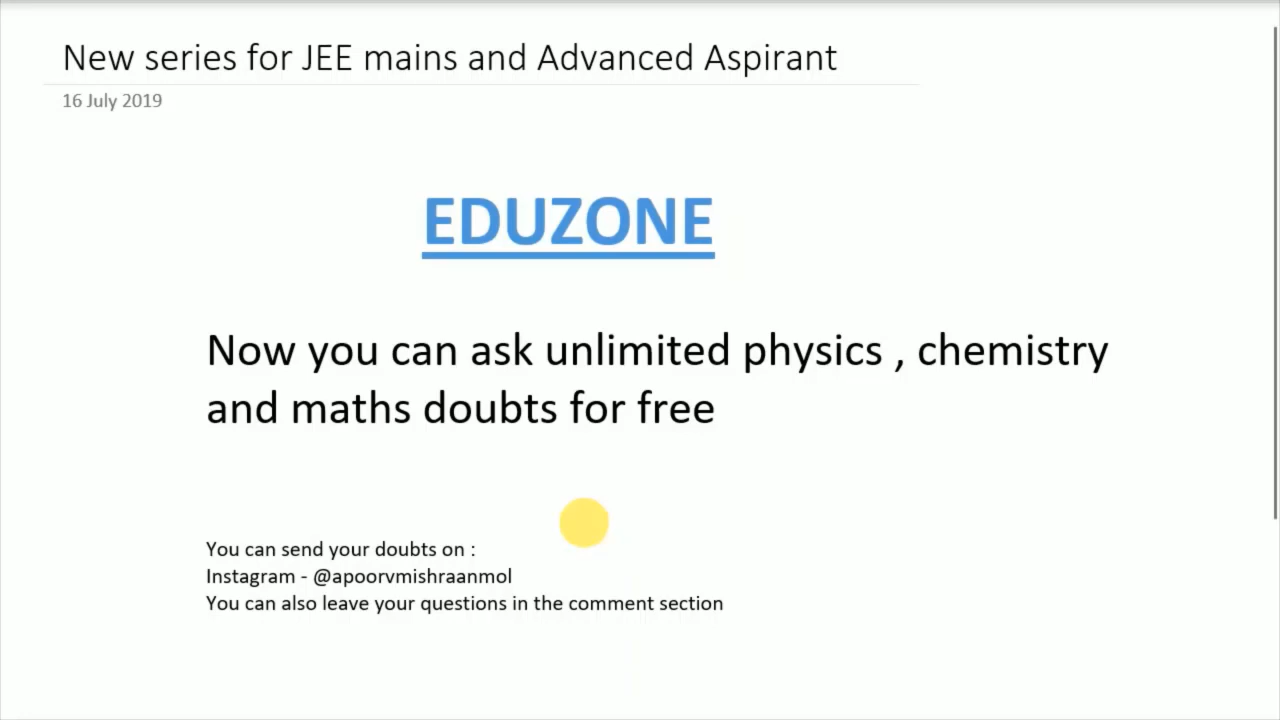 New series for JEE mains and Advanced Aspirant
16 July 2019
EDUZONE
Now you can ask unlimited physics , chemistry
and maths doubts for free
You can send your doubts on :
Instagram - @apoorvmishraanmol
You can also leave your questions in the comment section